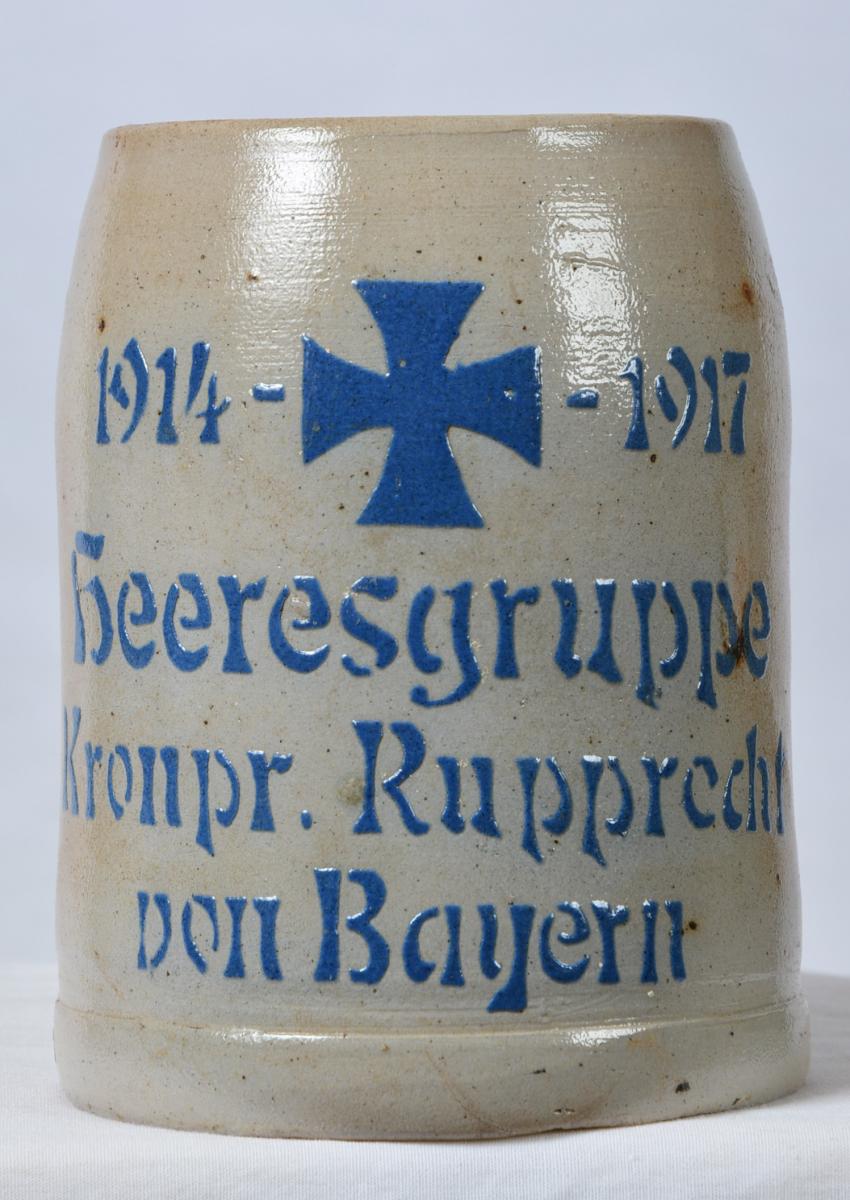 1914 - - 1917
Heeresgruppe
Kronpr. Rupprecht
von Bayern